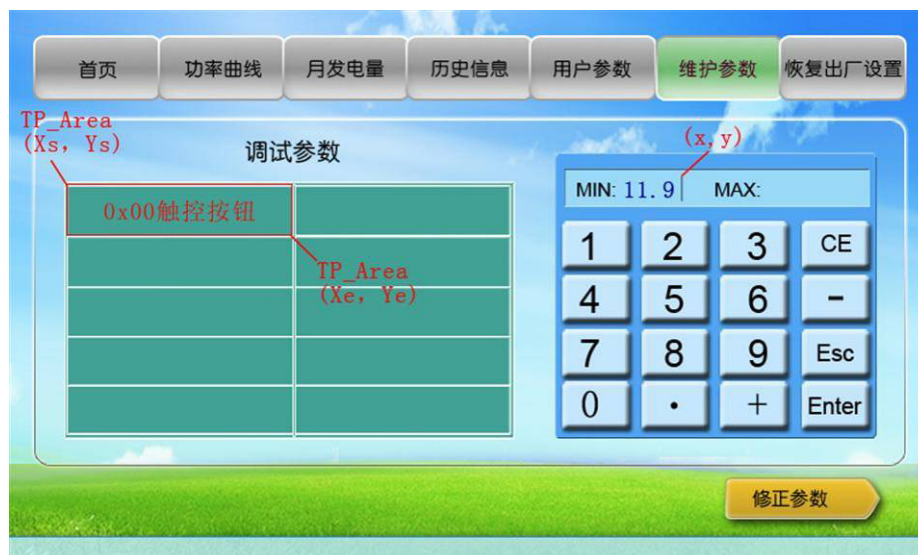 首页 功率曲线 月发电量 历史信息 用户参数 维护参数 恢复出厂设置
TP_Area
(Xs, Ys)
调试参数
(x,y)
MIN: 11.9 MAX:
0x00触控按钮
TP_Area
(Xe, Ye)
1 2 3 CE
4 5 6 -
7 8 9 Esc
0 . + Enter
修正参数